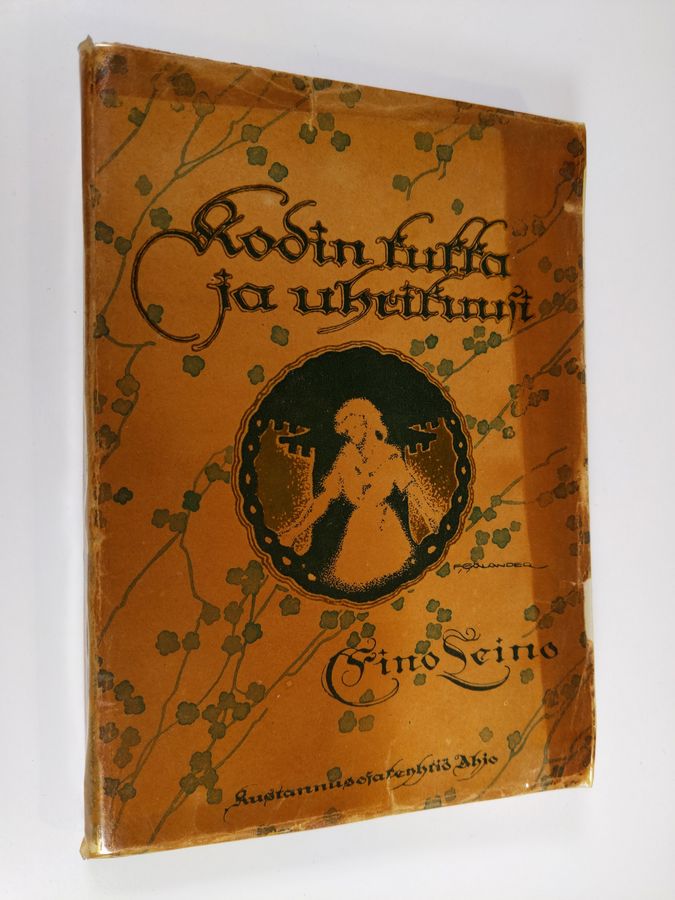 Kodin kukka
ja uhrikuusi
F. SOLANDER
Eino Leino
Kustannusosakeyhtiö Ahjo